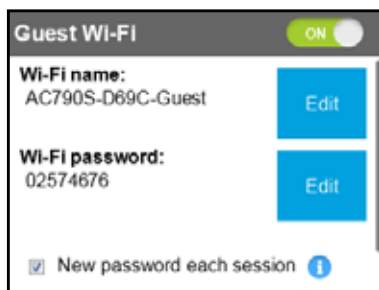 Guest Wi-Fi ON
Wi-Fi name:
AC790S-D69C-Guest
Edit
Wi-Fi password:
02574676
Edit
New password each session i